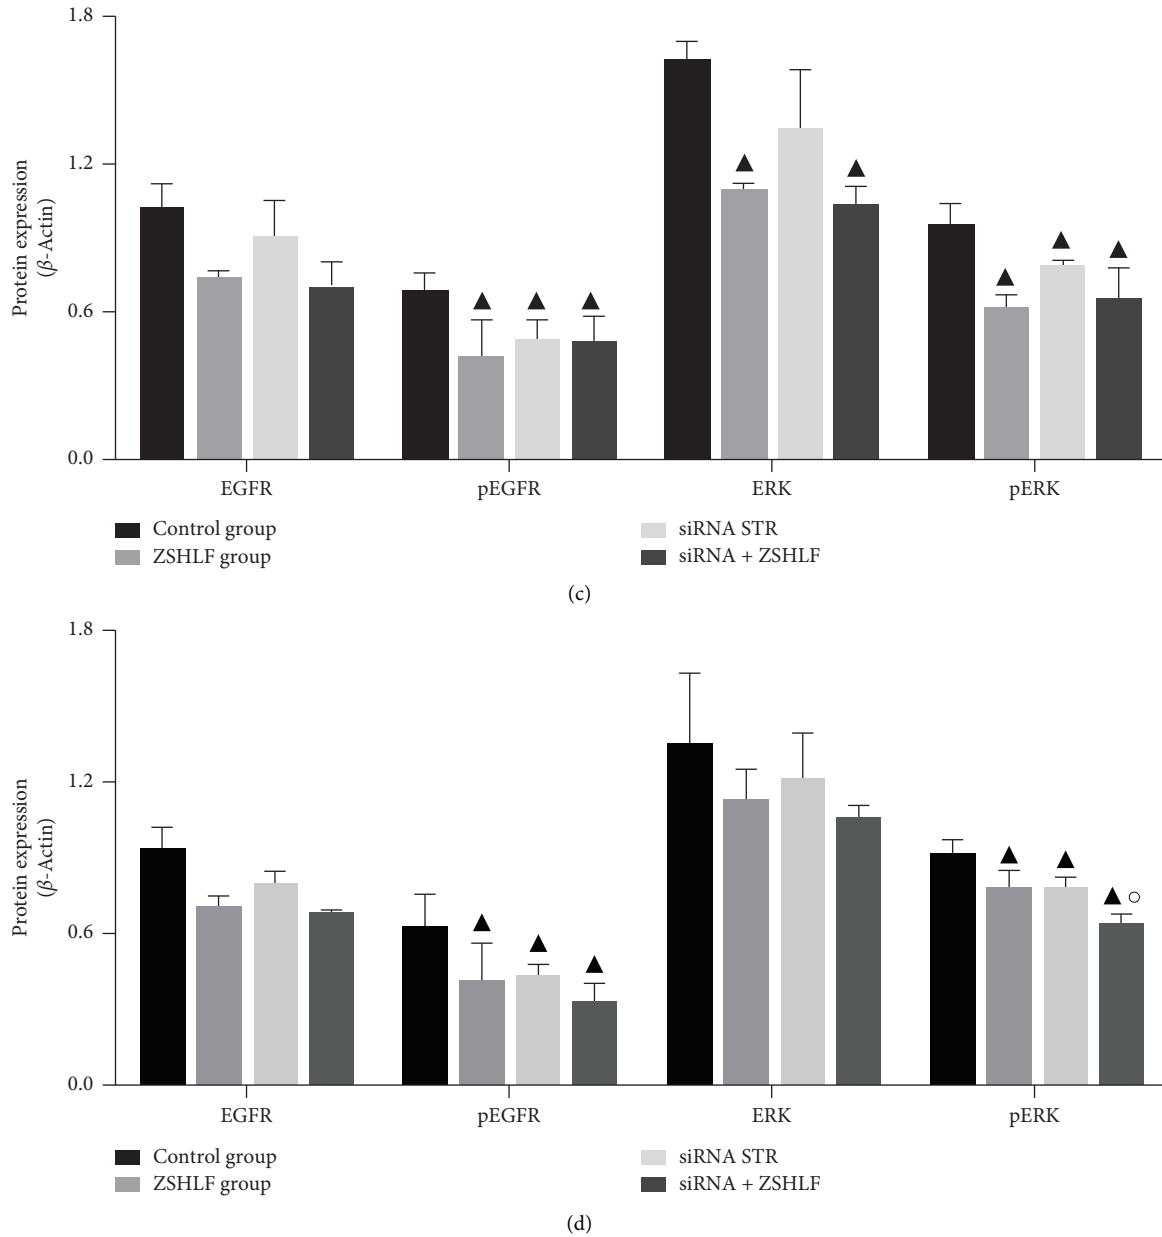 1.8
1.2
0.6
0.0
Protein expression
(β-Actin)
EGFR
pEGFR
ERK
pERK
Control group
ZSHLF group
siRNA STR
siRNA + ZSHLF
(c)
1.8
1.2
0.6
0.0
Protein expression
(β-Actin)
EGFR
pEGFR
ERK
pERK
Control group
ZSHLF group
siRNA STR
siRNA + ZSHLF
(d)